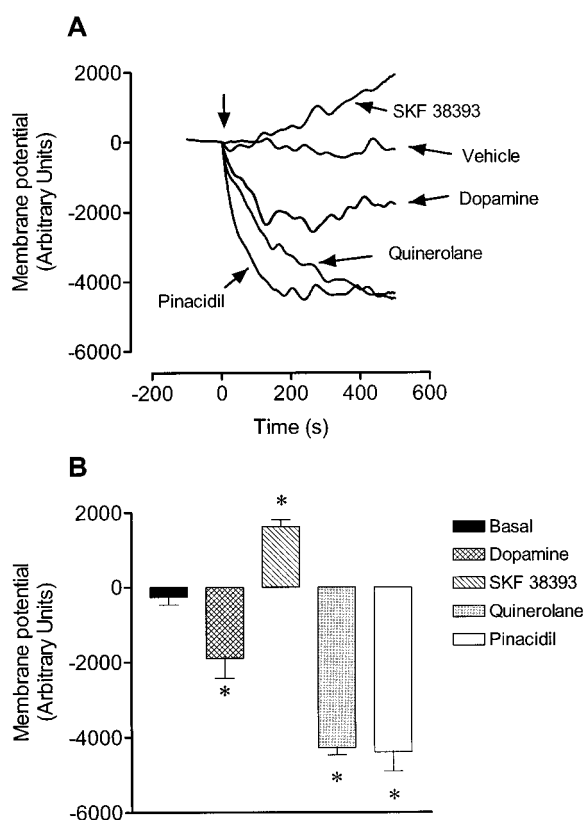 A
2000
0
-2000
-4000
-6000
Membrane potential
(Arbitrary Units)
SKF 38393
Vehicle
Dopamine
Quinerolane
Pinacidil
-200
0
200
400
600
Time (s)
B
2000
0
-2000
-4000
-6000
Membrane potential
(Arbitrary Units)
*
*
*
*
Basal
Dopamine
SKF 38393
Quinerolane
Pinacidil